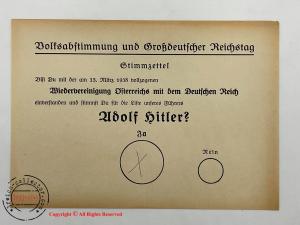 Volksabstimmung und Großdeutscher Reichstag
Stimmzettel
Bist Du mit der am 13. März 1938 vollzogenen
Wiedervereinigung Österreichs mit dem Deutschen Reich
einverstanden und stimmst Du für die Liste unseres Führers
Adolf Hitler?
Ja
Nein
Copyright © All Rights Reserved